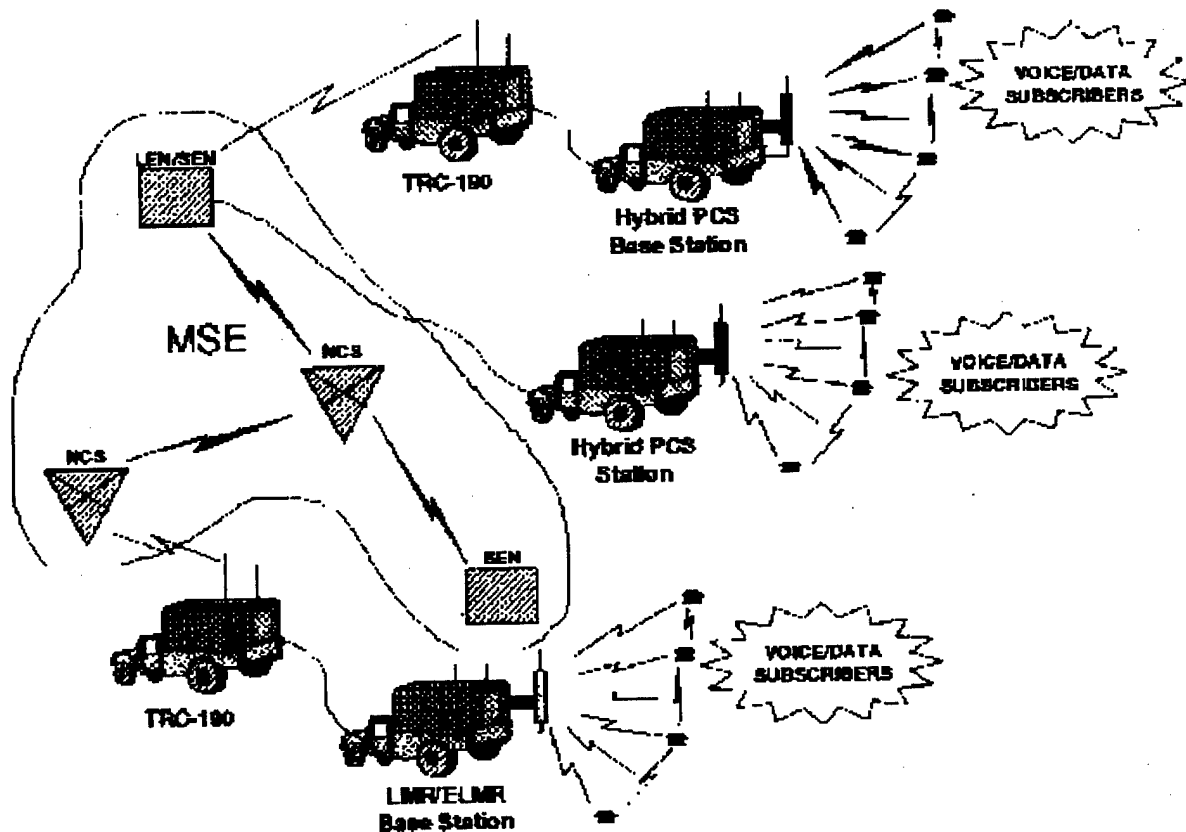 VOICE/DATA
SUBSCRIBERS
LEN/SEN
TRC-190
Hybrid PCS
Base Station
MSE
NCS
VOICE/DATA
SUBSCRIBERS
Hybrid PCS
Station
NCS
SEN
VOICE/DATA
SUBSCRIBERS
TRC-190
LMR/ELMR
Base Station